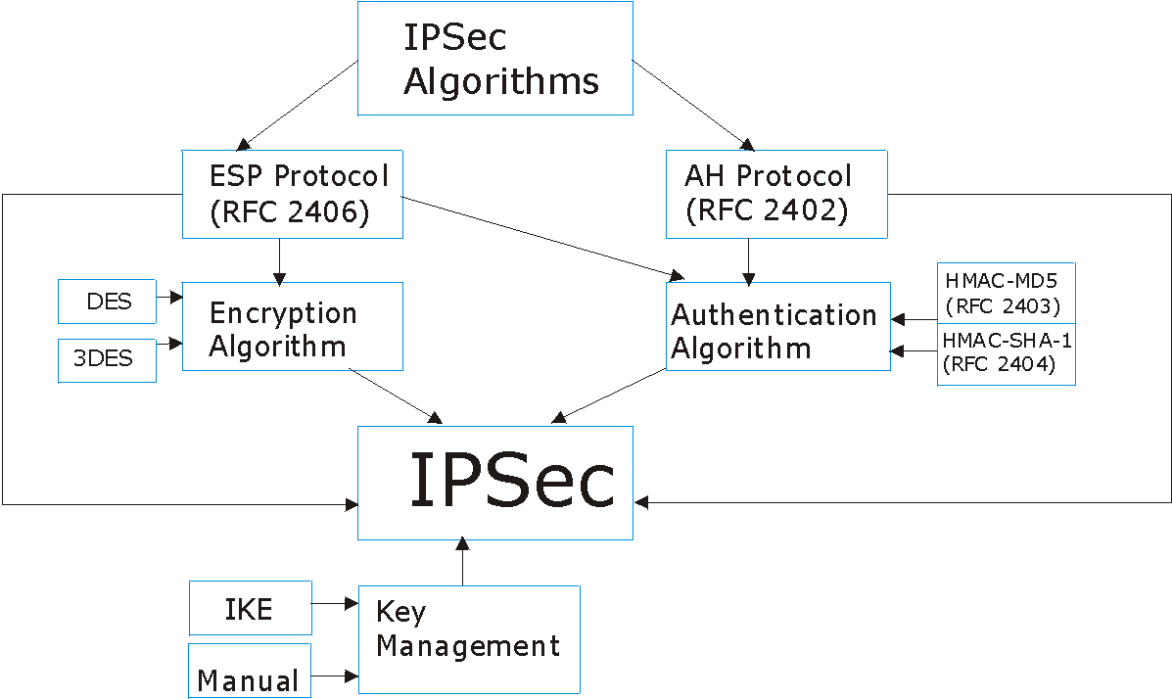 IPSec
Algorithms
ESP Protocol
(RFC 2406)
AH Protocol
(RFC 2402)
DES
3DES
Encryption
Algorithm
Authentication
Algorithm
HMAC-MD5
(RFC 2403)
HMAC-SHA-1
(RFC 2404)
IPSec
IKE
Manual
Key
Management